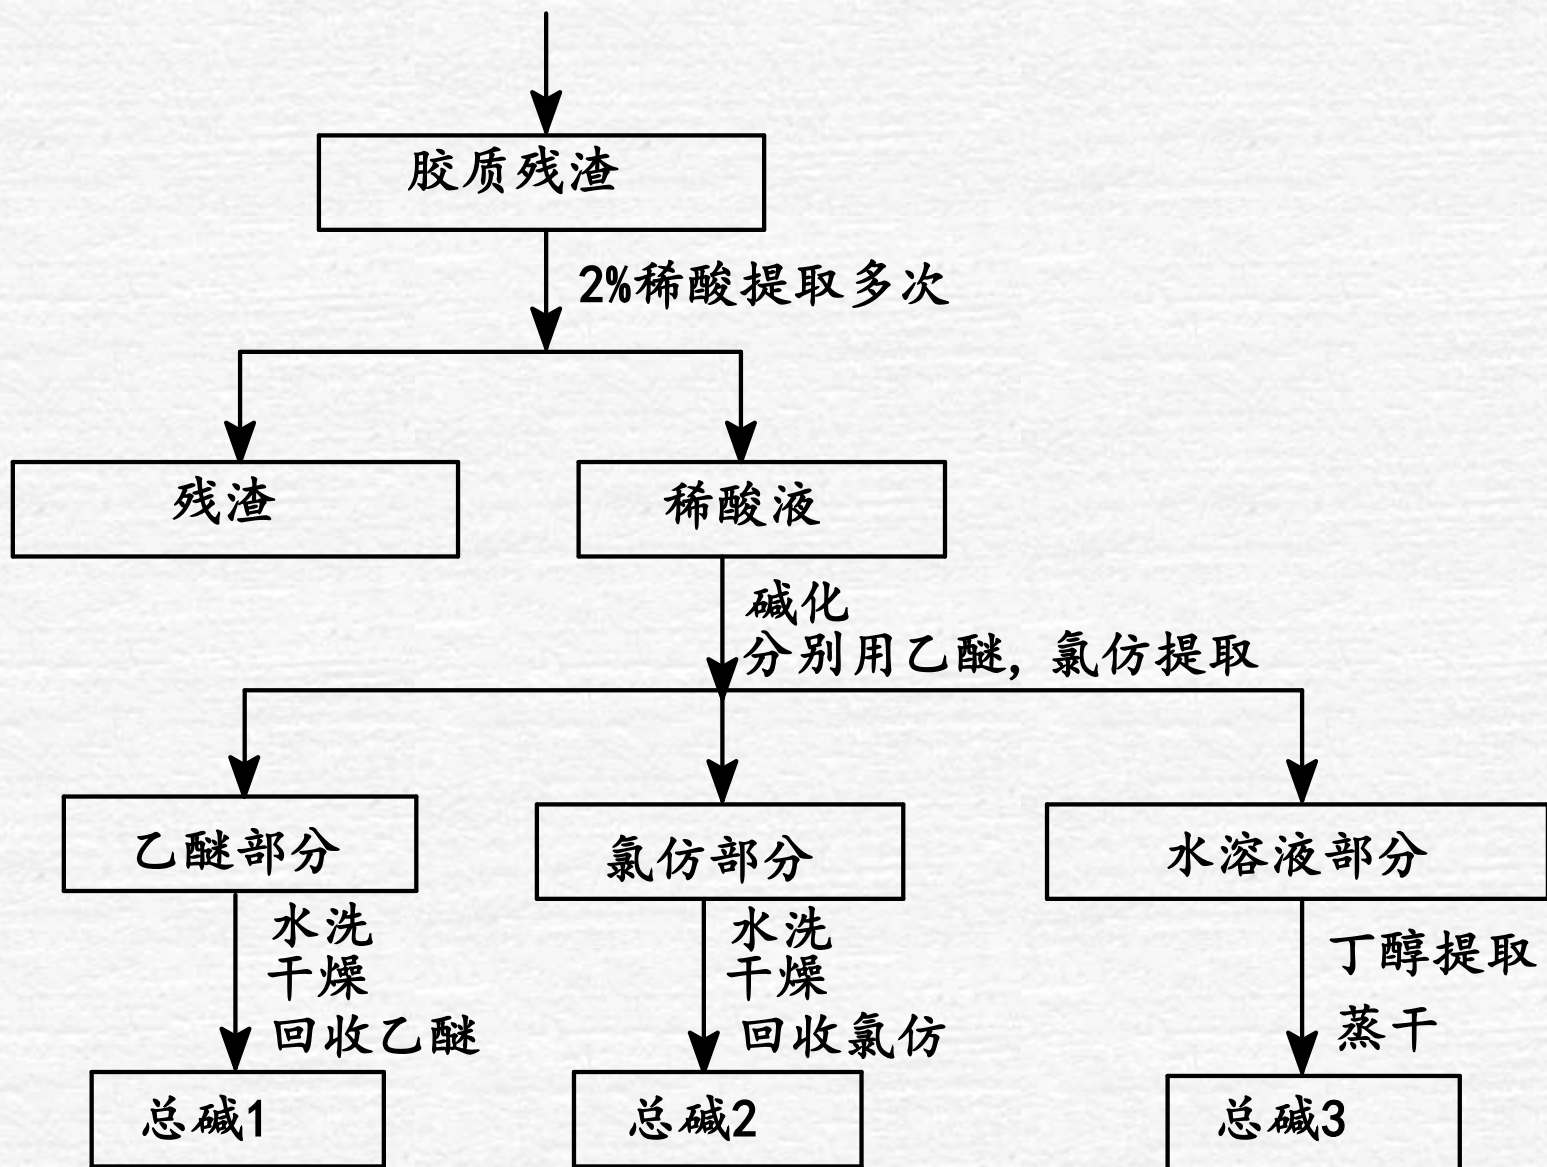 胶质残渣
2%稀酸提取多次
残渣
稀酸液
碱化
分别用乙醚, 氯仿提取
乙醚部分
氯仿部分
水溶液部分
水洗
干燥
回收乙醚
水洗
干燥
回收氯仿
丁醇提取
蒸干
总碱1
总碱2
总碱3